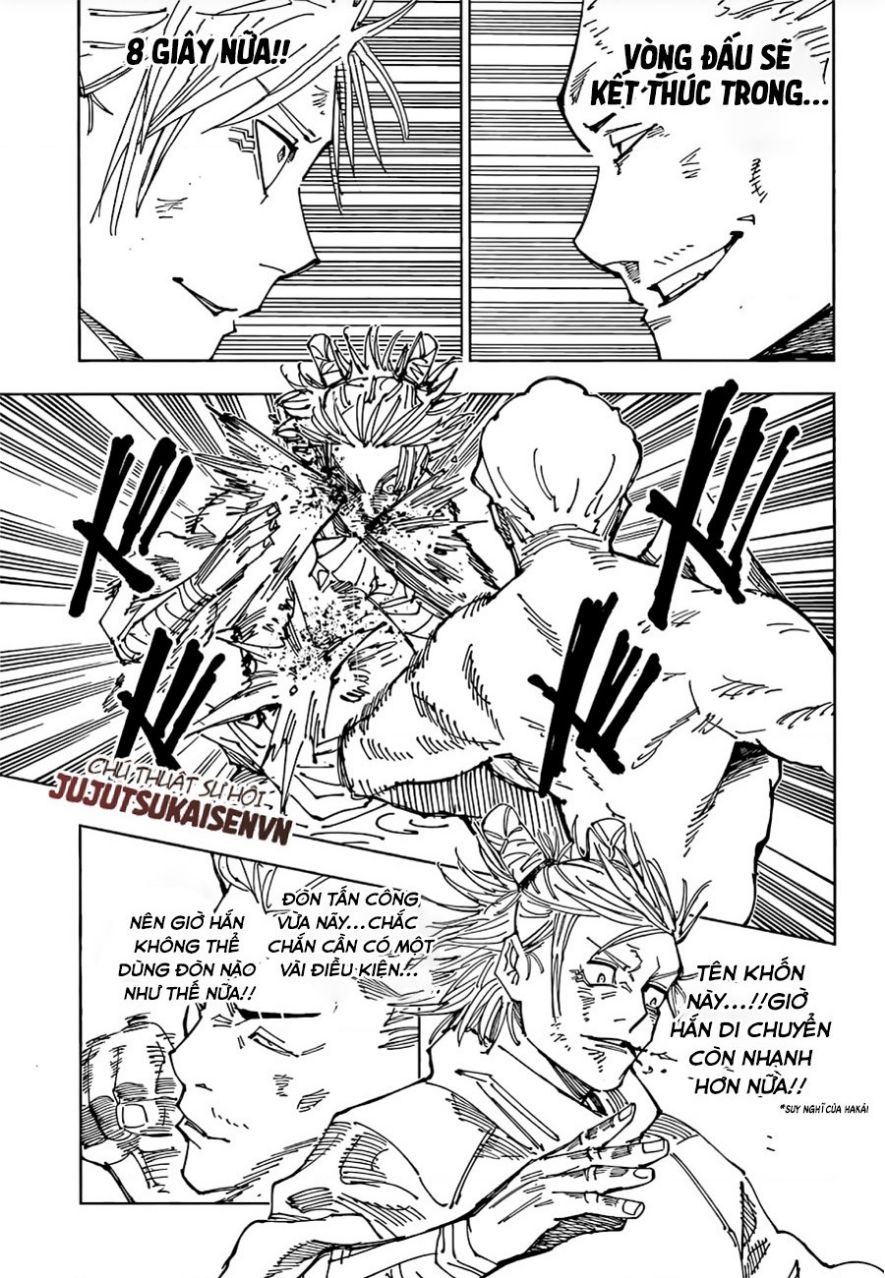 VÒNG ĐẤU SẼ
KẾT THÚC TRONG...
8 GIÂY NỮA!!
CHÚ THUẬT SƯ HỒI
JUJUTSUKAISENVN
TÊN KHỐN
NÀY...!!GIỜ
HẮN DI CHUYỂN
CÒN NHANH
HƠN NỮA!!
*SUY NGHĨ CỦA HAKARI
ĐÒN TẤN CÔNG
VỪA NÃY...CHẮC
CHẮN CẦN CÓ MỘT
VÀI ĐIỀU KIỆN...
NÊN GIỜ HẮN
KHÔNG THỂ
DÙNG ĐÒN NÀO
NHƯ THẾ NỮA!!